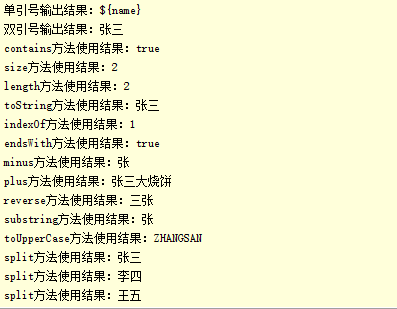 单引号输出结果：${name}
双引号输出结果：张三
contains方法使用结果：true
size方法使用结果：2
length方法使用结果：2
toString方法使用结果：张三
indexOf方法使用结果：1
endsWith方法使用结果：true
minus方法使用结果：张
plus方法使用结果：张三大烧饼
reverse方法使用结果：三张
substring方法使用结果：张
toUpperCase方法使用结果：ZHANGSAN
split方法使用结果：张三
split方法使用结果：李四
split方法使用结果：王五